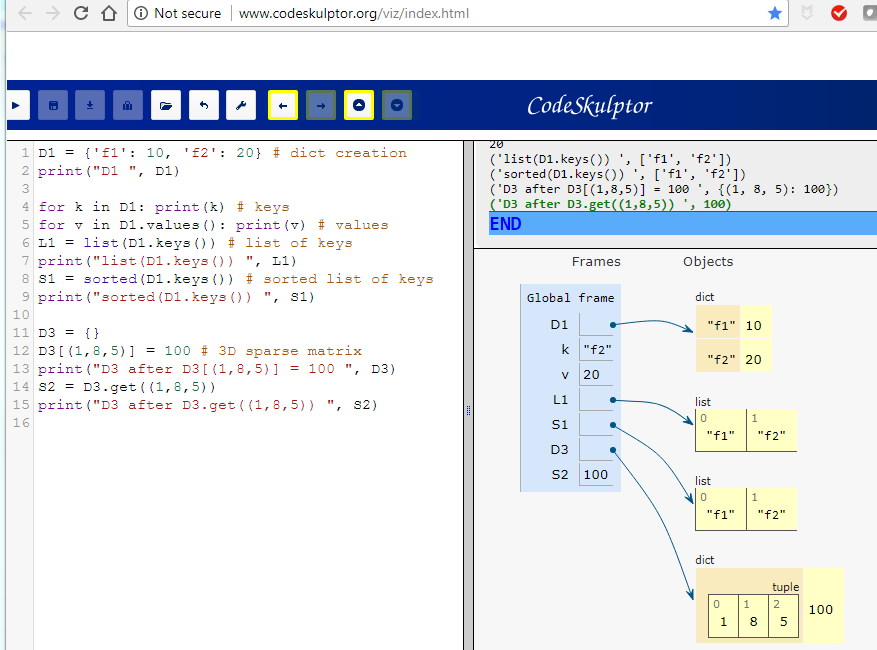 Not secure | www.codeskulptor.org/viz/index.html
CodeSkulptor
1 D1 = {'f1': 10, 'f2': 20} # dict creation
2 print("D1 ", D1)
3
4 for k in D1: print(k) # keys
5 for v in D1.values(): print(v) # values
6 L1 = list(D1.keys()) # list of keys
7 print("list(D1.keys()) ", L1)
8 S1 = sorted(D1.keys()) # sorted list of keys
9 print("sorted(D1.keys()) ", S1)
10
11 D3 = {}
12 D3[(1,8,5)] = 100 # 3D sparse matrix
13 print("D3 after D3[(1,8,5)] = 100 ", D3)
14 S2 = D3.get((1,8,5))
15 print("D3 after D3.get((1,8,5)) ", S2)
16
20
('list(D1.keys()) ', ['f1', 'f2'])
('sorted(D1.keys()) ', ['f1', 'f2'])
('D3 after D3[(1,8,5)] = 100 ', {(1, 8, 5): 100})
('D3 after D3.get((1,8,5)) ', 100)
END
Frames Objects
Global frame
D1
k "f2"
v 20
L1
S1
D3
S2 100
dict
"f1" 10
"f2" 20
list
0 1
"f1" "f2"
list
0 1
"f1" "f2"
dict
tuple
0 1 2
1 8 5
100